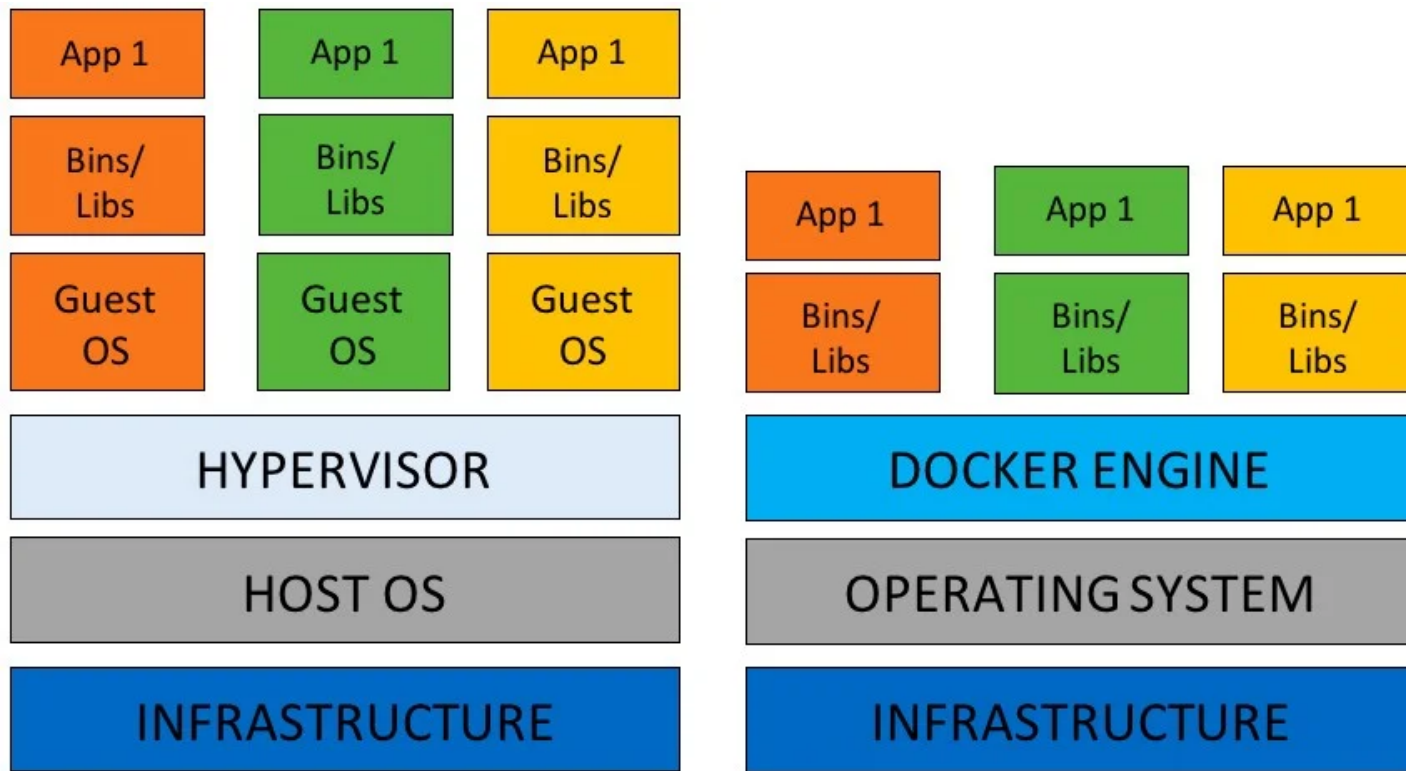 App 1
App 1
App 1
Bins/
Libs
Bins/
Libs
Bins/
Libs
Guest
OS
Guest
OS
Guest
OS
HYPERVISOR
HOST OS
INFRASTRUCTURE
App 1
App 1
App 1
Bins/
Libs
Bins/
Libs
Bins/
Libs
DOCKER ENGINE
OPERATING SYSTEM
INFRASTRUCTURE